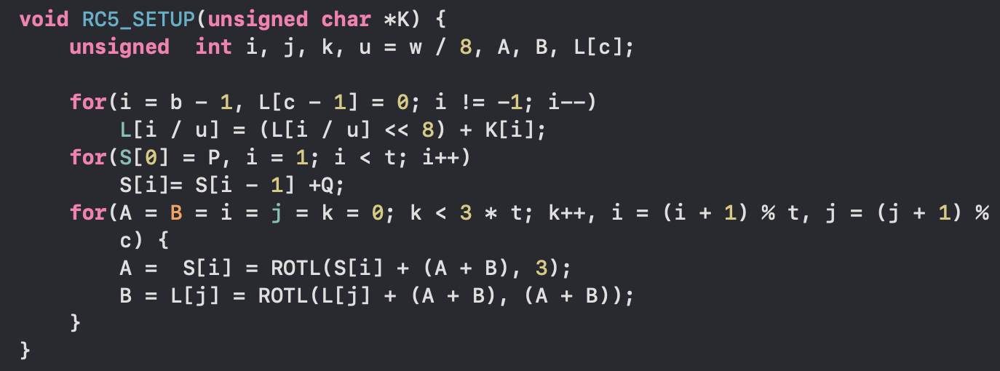 void RC5_SETUP(unsigned char *K) {
    unsigned  int i, j, k, u = w / 8, A, B, L[c];

    for(i = b - 1, L[c - 1] = 0; i != -1; i--)
        L[i / u] = (L[i / u] << 8) + K[i];
    for(S[0] = P, i = 1; i < t; i++)
        S[i]= S[i - 1] +Q;
    for(A = B = i = j = k = 0; k < 3 * t; k++, i = (i + 1) % t, j = (j + 1) %
        c) {
        A =  S[i] = ROTL(S[i] + (A + B), 3);
        B = L[j] = ROTL(L[j] + (A + B), (A + B));
    }
}